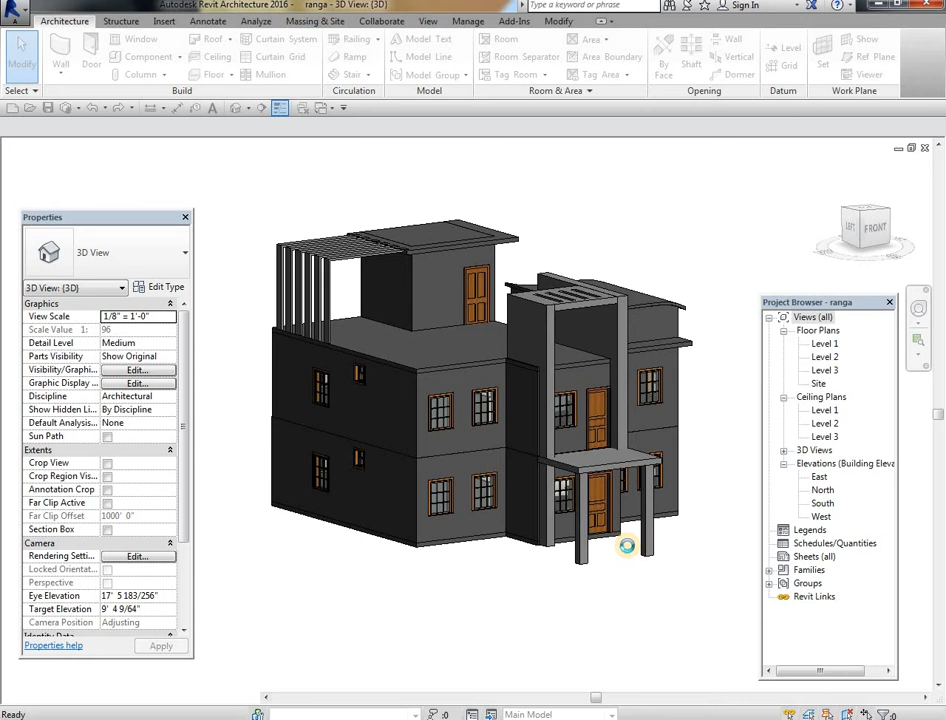 Autodesk Revit Architecture 2016 - ranga - 3D View: {3D}
Type a keyword or phrase
Sign In
Architecture Structure Insert Annotate Analyze Massing & Site Collaborate View Manage Add-Ins Modify
Modify Wall Door Window Component Column Roof Ceiling Floor Curtain System Curtain Grid Mullion Railing Ramp Stair Model Text Model Line Model Group Room Room Separator Tag Room Area Area Boundary Tag Area By Face Shaft Wall Vertical Dormer Level Grid Set Show Ref Plane Viewer
Select Build Circulation Model Room & Area Opening Datum Work Plane
Properties
3D View
3D View: {3D} Edit Type
Graphics
View Scale 1/8" = 1'-0"
Scale Value 1: 96
Detail Level Medium
Parts Visibility Show Original
Visibility/Graphi... Edit...
Graphic Display ... Edit...
Discipline Architectural
Show Hidden Li... By Discipline
Default Analysis... None
Sun Path
Extents
Crop View
Crop Region Vis...
Annotation Crop
Far Clip Active
Far Clip Offset 1000' 0"
Section Box
Camera
Rendering Setti... Edit...
Locked Orientat...
Perspective
Eye Elevation 17' 5 183/256"
Target Elevation 9' 4 9/64"
Camera Position Adjusting
Identity Data
Properties help Apply
LEFT FRONT
Project Browser - ranga
Views (all)
Floor Plans
Level 1
Level 2
Level 3
Site
Ceiling Plans
Level 1
Level 2
Level 3
3D Views
Elevations (Building Eleva
East
North
South
West
Legends
Schedules/Quantities
Sheets (all)
Families
Groups
Revit Links
Ready
:0
Main Model
:0